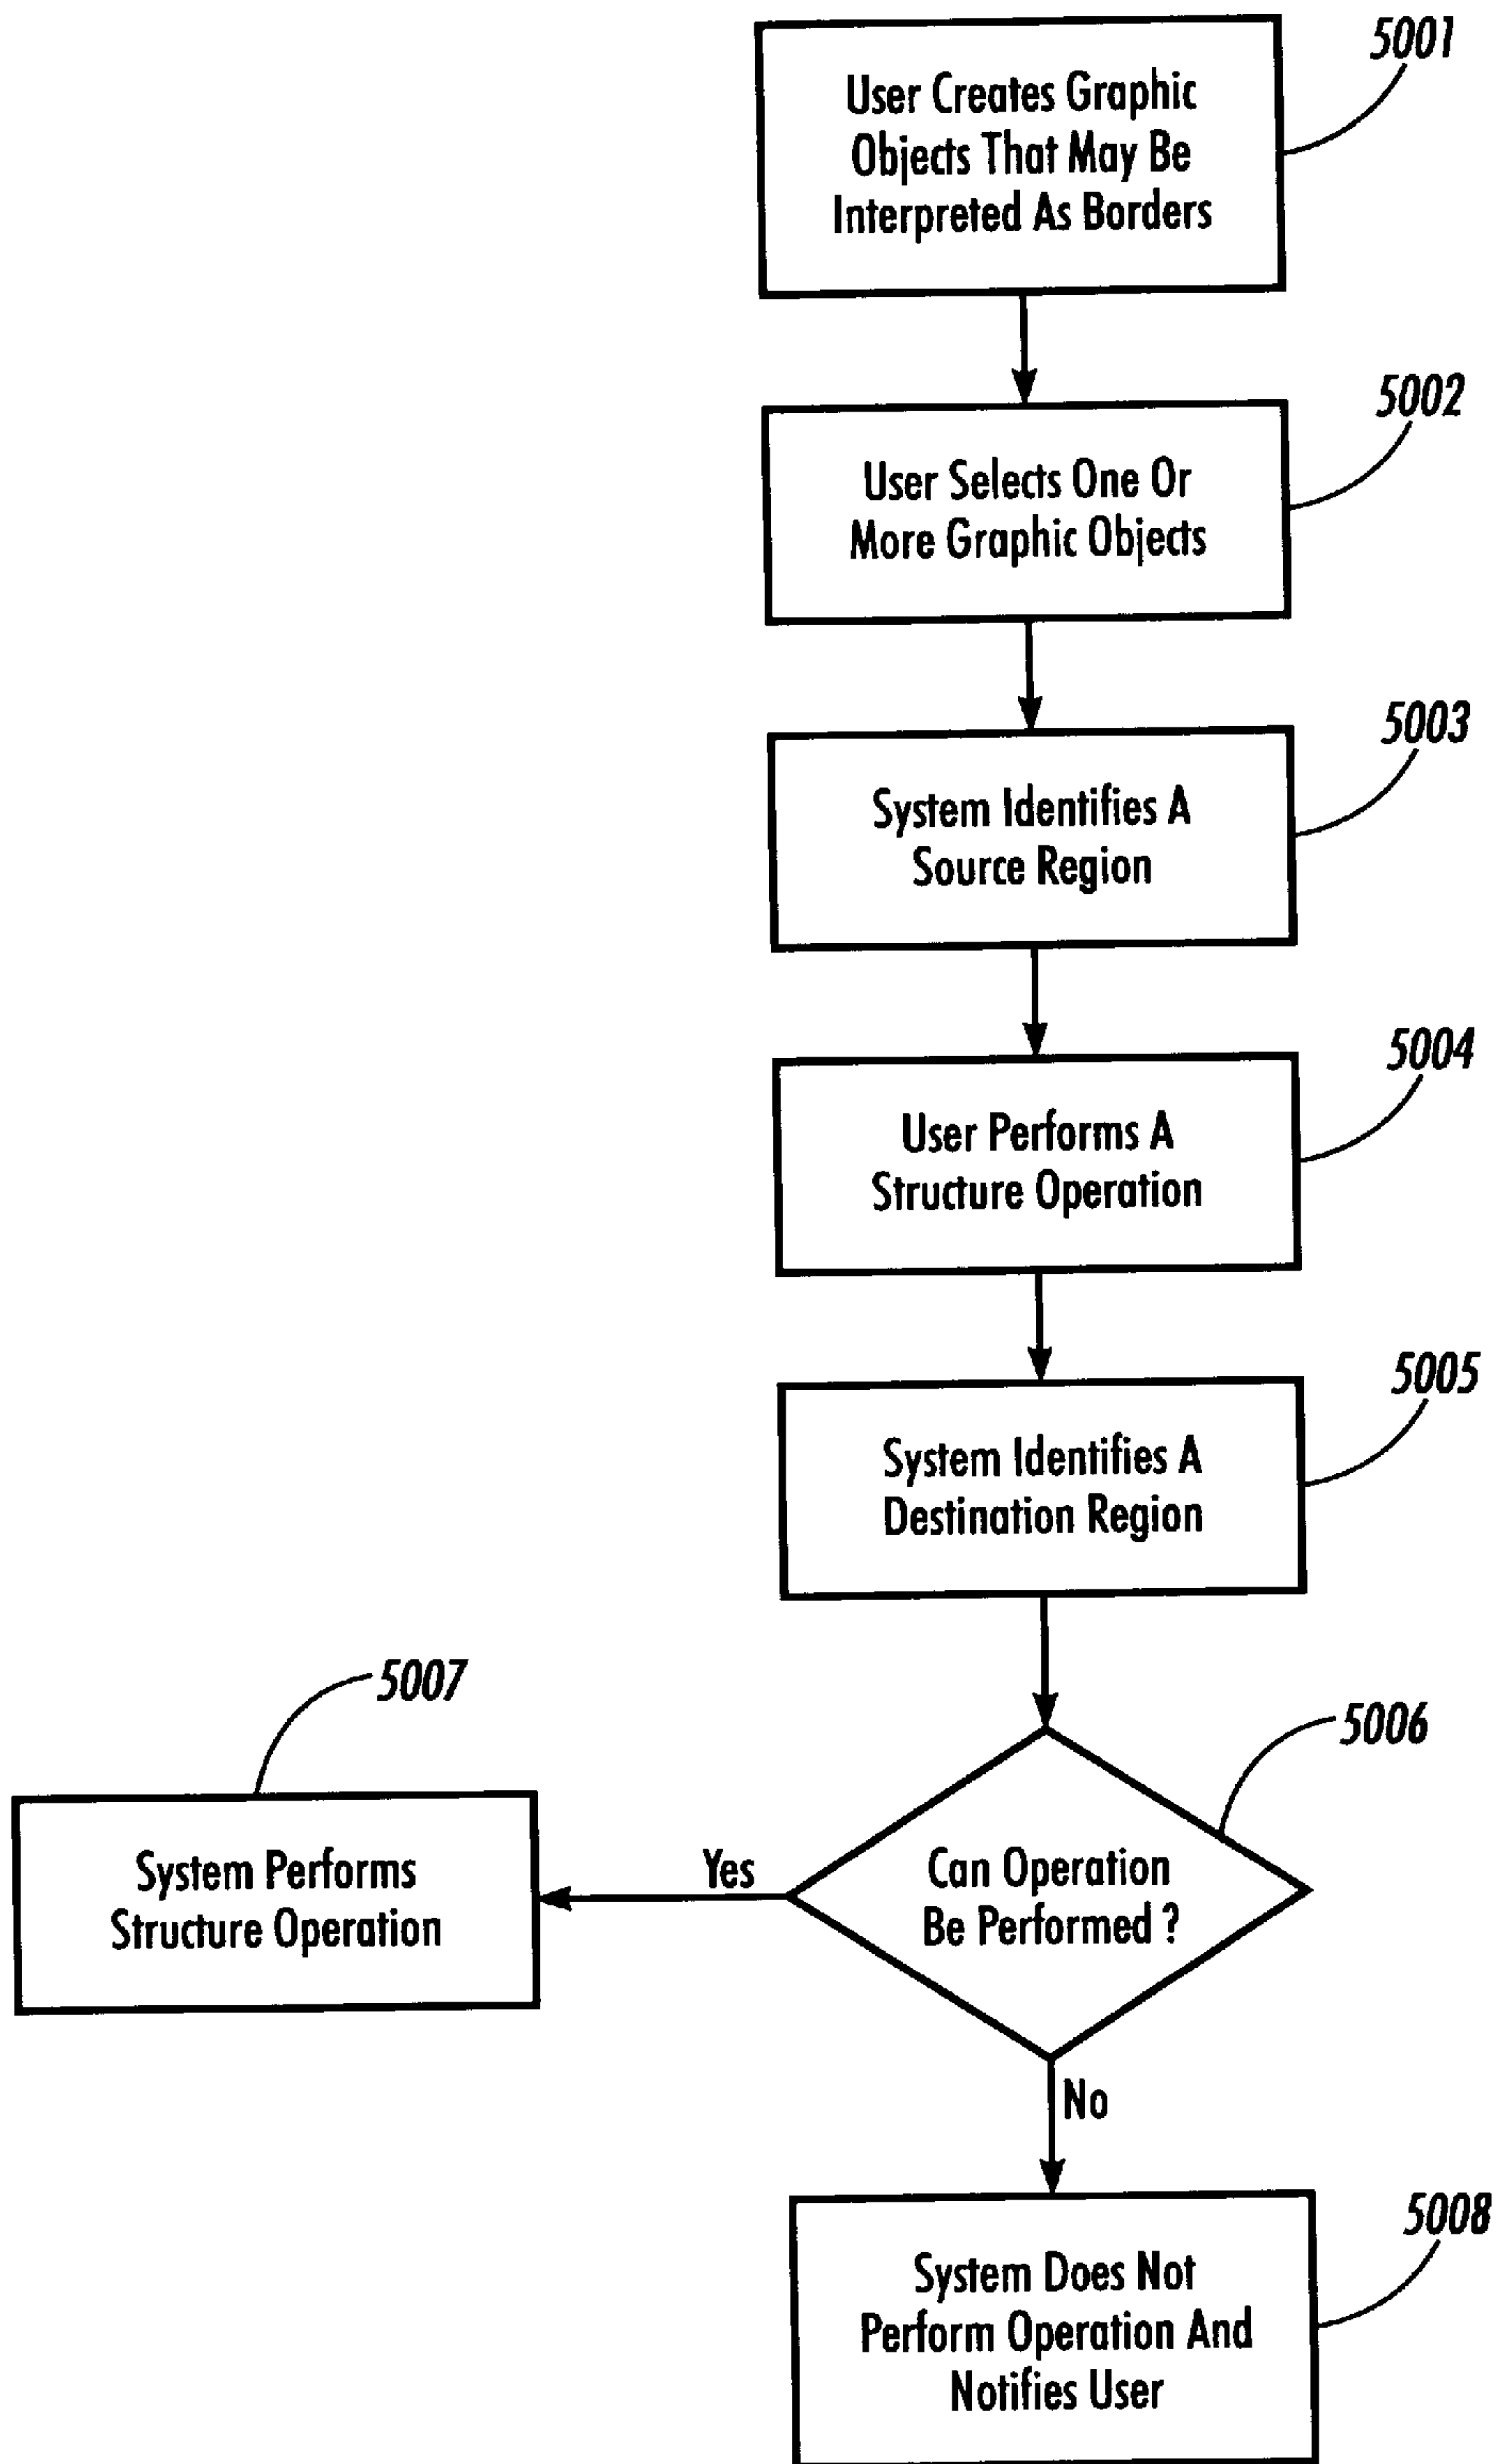 5001
User Creates Graphic
Objects That May Be
Interpreted As Borders
5002
User Selects One Or
More Graphic Objects
5003
System Identifies A
Source Region
5004
User Performs A
Structure Operation
5005
System Identifies A
Destination Region
5007
5006
System Performs
Structure Operation
Yes
Can Operation
Be Performed ?
No
5008
System Does Not
Perform Operation And
Notifies User